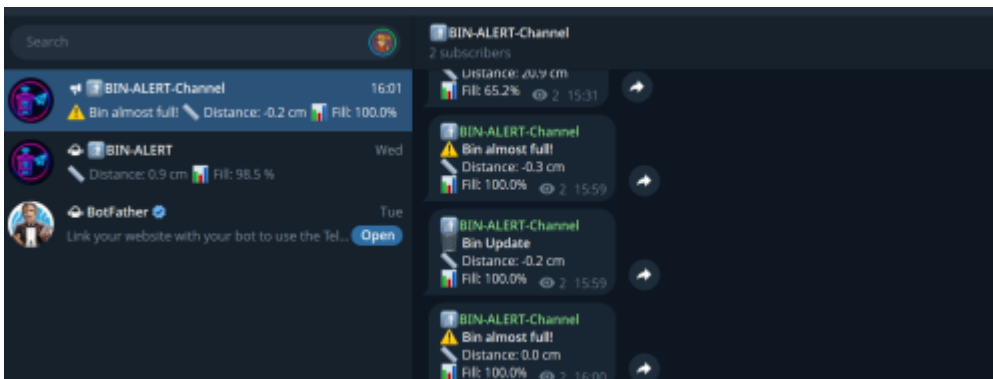 Search
BIN-ALERT-Channel 16:01
Bin almost full! Distance: -0.2 cm Fill: 100.0%
BIN-ALERT Wed
Distance: 0.9 cm Fill: 98.5 %
BotFather Tue
Link your website with your bot to use the Tel... Open
BIN-ALERT-Channel
2 subscribers
Distance: 20.9 cm
Fill: 65.2% 2 15:31
BIN-ALERT-Channel
Bin almost full!
Distance: -0.3 cm
Fill: 100.0% 2 15:59
BIN-ALERT-Channel
Bin Update
Distance: -0.2 cm
Fill: 100.0% 2 15:59
BIN-ALERT-Channel
Bin almost full!
Distance: 0.0 cm
Fill: 100.0% 2 16:00